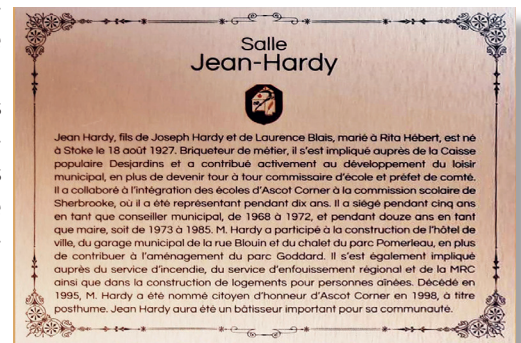 Salle
Jean-Hardy
Jean Hardy, fils de Joseph Hardy et de Laurence Blais, marié à Rita Hébert, est né
à Stoke le 18 août 1927. Briqueteur de métier, il s'est impliqué auprès de la Caisse
populaire Desjardins et a contribué activement au développement du loisir
municipal, en plus de devenir tour à tour commissaire d'école et préfet de comté.
Il a collaboré à l'intégration des écoles d'Ascot Corner à la commission scolaire de
Sherbrooke, où il a été représentant pendant dix ans. Il a siégé pendant cinq ans
en tant que conseiller municipal, de 1968 à 1972, et pendant douze ans en tant
que maire, soit de 1973 à 1985. M. Hardy a participé à la construction de l'hôtel de
ville, du garage municipal de la rue Blouin et du chalet du parc Pomerleau, en plus
de contribuer à l'aménagement du parc Goddard. Il s'est également impliqué
auprès du service d'incendie, du service d'enfouissement régional et de la MRC
ainsi que dans la construction de logements pour personnes aînées. Décédé en
1995, M. Hardy a été nommé citoyen d'honneur d'Ascot Corner en 1998, à titre
posthume. Jean Hardy aura été un bâtisseur important pour sa communauté.